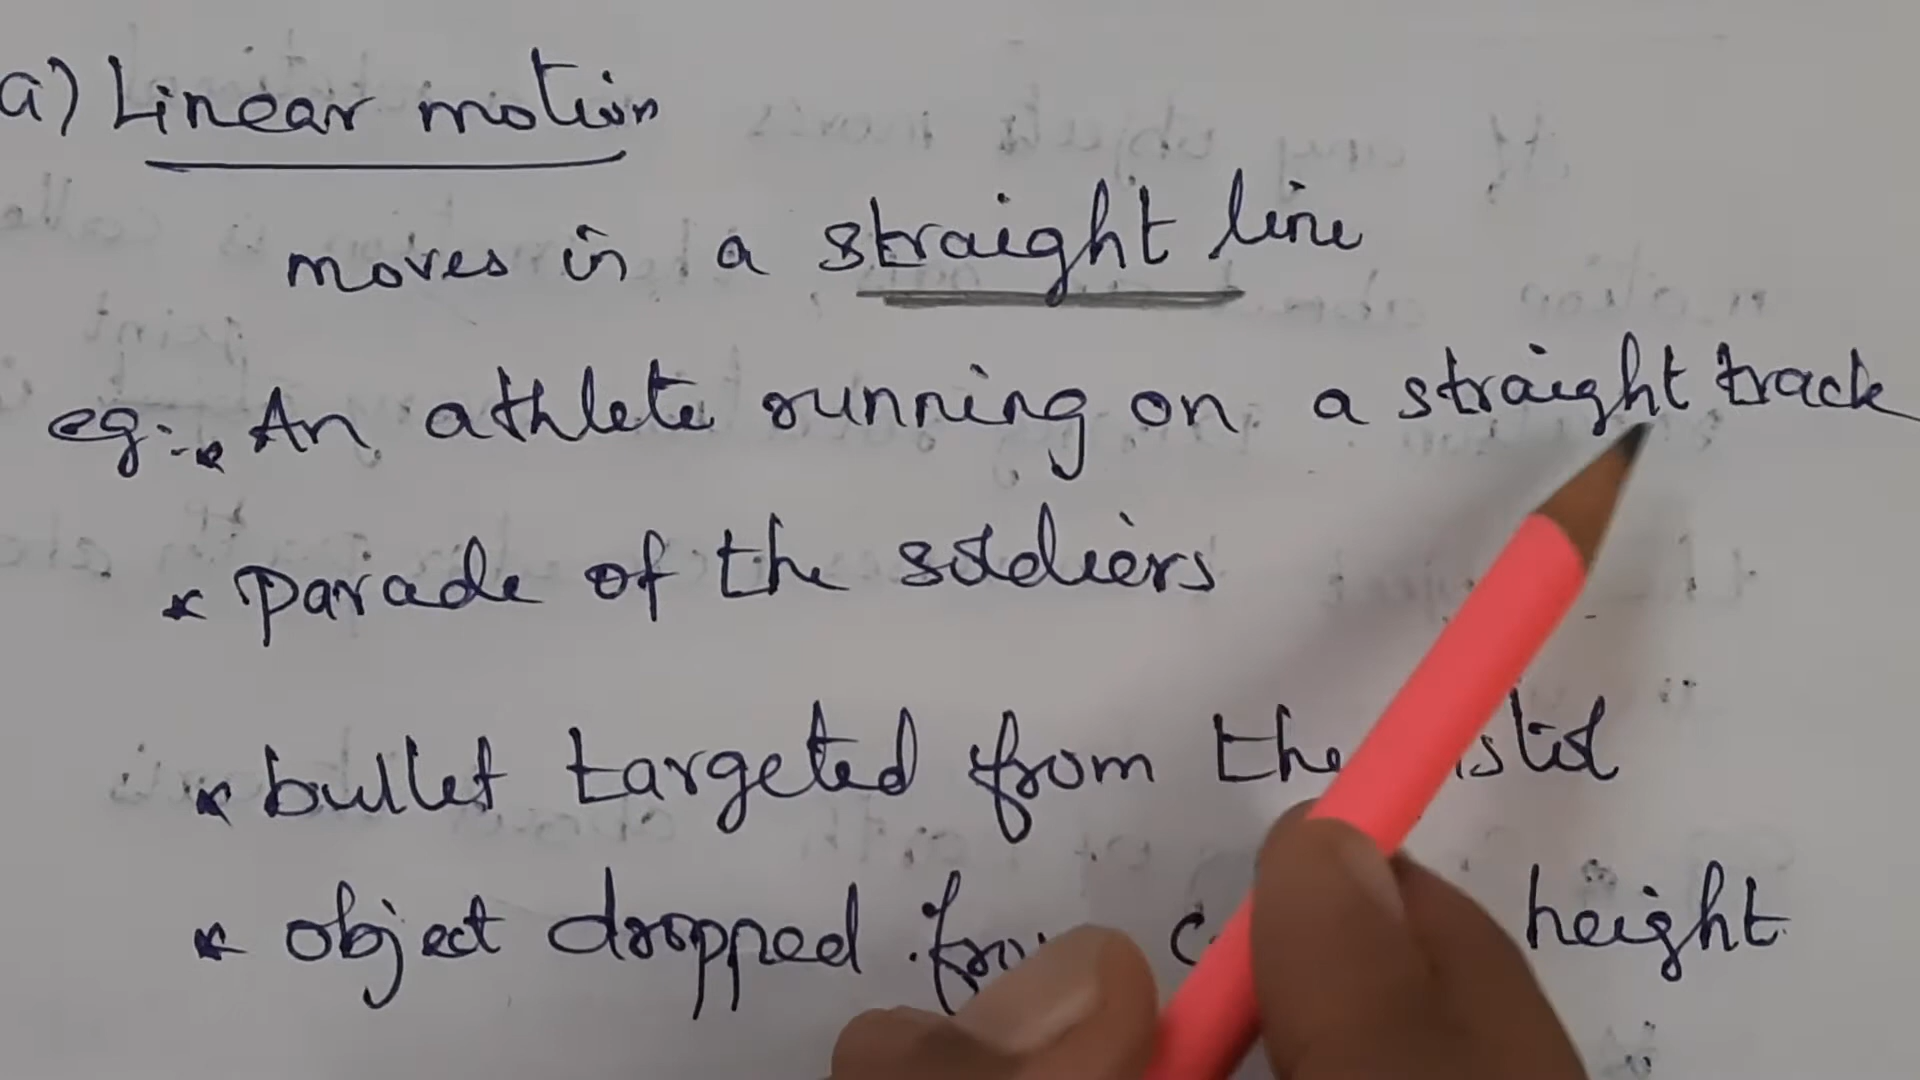 a) Linear motion
moves in a straight line
eg:- * An athlete running on a straight track
* parade of the soldiers
* bullet targeted from the
* object dropped height